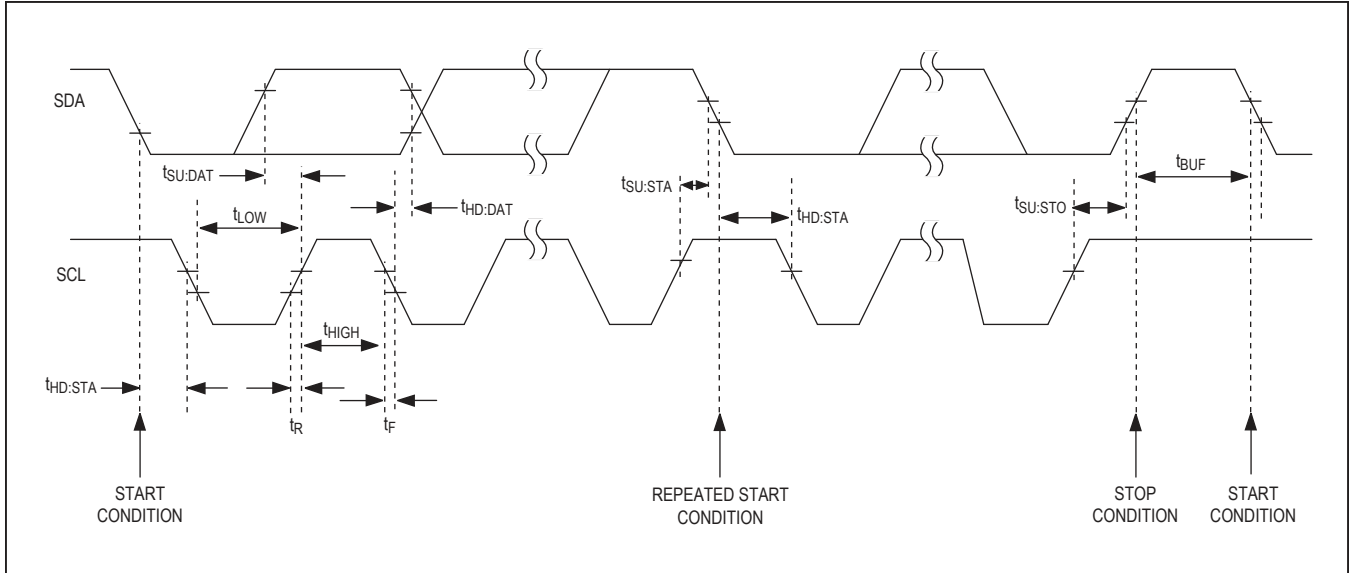 SDA
tSU:DAT
tLOW
tHD:DAT
tSU:STA
tHD:STA
tSU:STO
tBUF
SCL
tHIGH
tHD:STA
tR
tF
START
CONDITION
REPEATED START
CONDITION
STOP
CONDITION
START
CONDITION